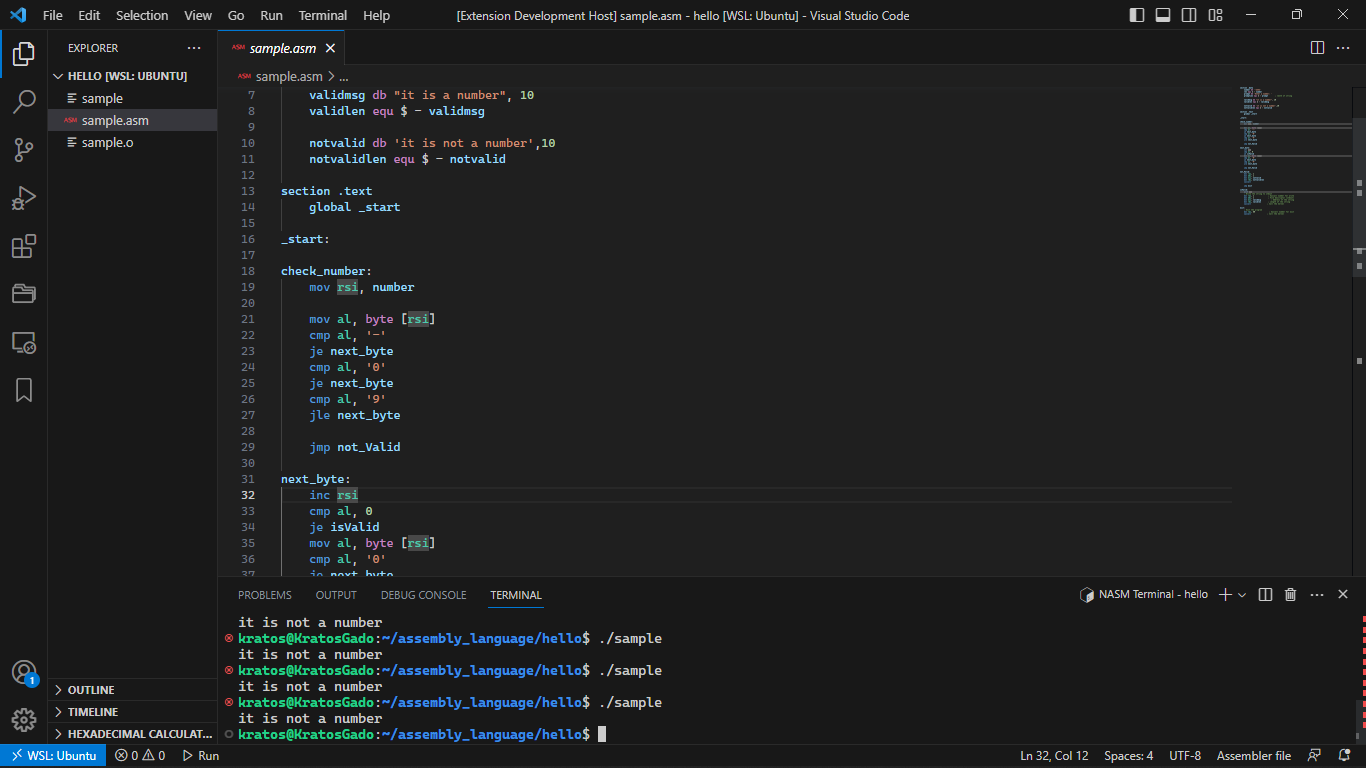 File Edit Selection View Go Run Terminal Help [Extension Development Host] sample.asm - hello [WSL: Ubuntu] - Visual Studio Code
EXPLORER ···
HELLO [WSL: UBUNTU]
sample
ASM sample.asm
sample.o
OUTLINE
TIMELINE
HEXADECIMAL CALCULAT...
1
ASM sample.asm
ASM sample.asm > ...
7 validmsg db "it is a number", 10
8 validlen equ $ - validmsg
9
10 notvalid db 'it is not a number',10
11 notvalidlen equ $ - notvalid
12
13 section .text
14 global _start
15
16 _start:
17
18 check_number:
19 mov rsi, number
20
21 mov al, byte [rsi]
22 cmp al, '-'
23 je next_byte
24 cmp al, '0'
25 je next_byte
26 cmp al, '9'
27 jle next_byte
28
29 jmp not_Valid
30
31 next_byte:
32 inc rsi
33 cmp al, 0
34 je isValid
35 mov al, byte [rsi]
36 cmp al, '0'
37 je next_byte
PROBLEMS OUTPUT DEBUG CONSOLE TERMINAL NASM Terminal - hello
it is not a number
kratos@KratosGado:~/assembly_language/hello$ ./sample
it is not a number
kratos@KratosGado:~/assembly_language/hello$ ./sample
it is not a number
kratos@KratosGado:~/assembly_language/hello$ ./sample
it is not a number
kratos@KratosGado:~/assembly_language/hello$
WSL: Ubuntu 0 0 Run Ln 32, Col 12 Spaces: 4 UTF-8 Assembler file